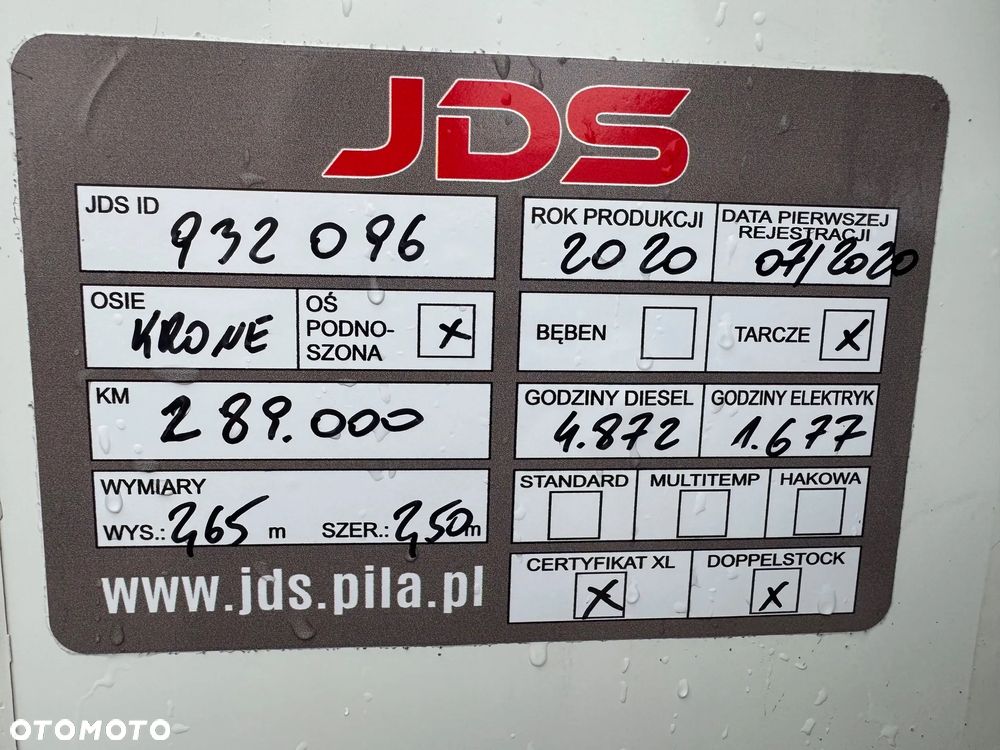 JDS
JDS ID
932 096
ROK PRODUKCJI
2020
DATA PIERWSZEJ
REJESTRACJI
07/2020
OSIE
KRONE
OŚ
PODNO-
SZONA
x
BĘBEN
TARCZE
x
KM
289.000
GODZINY DIESEL
4.872
GODZINY ELEKTRYK
1.677
WYMIARY
WYS.: 2,65 m SZER.: 2,50 m
STANDARD
MULTITEMP
HAKOWA
CERTYFIKAT XL
x
DOPPELSTOCK
x
www.jds.pila.pl
OTOMOTO